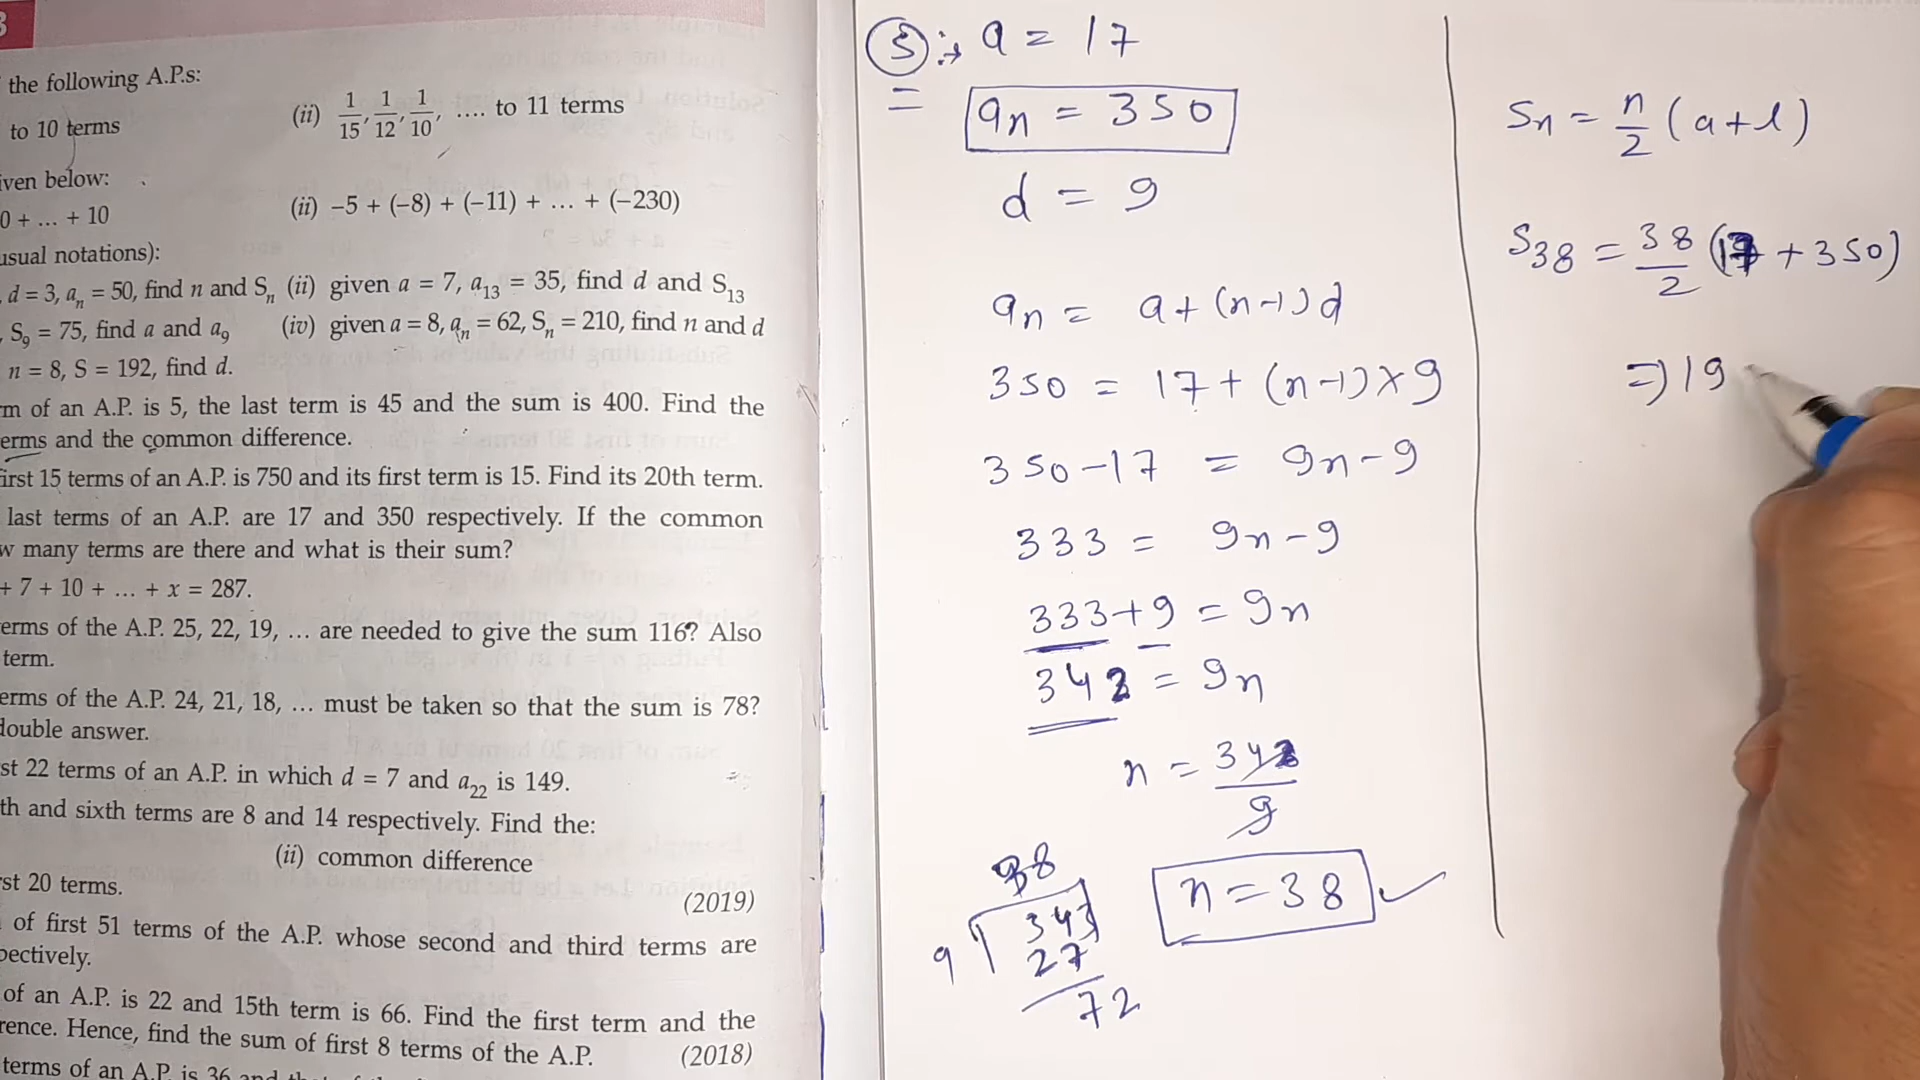 3
the following A.P.s:
to 10 terms
(ii) 1/15, 1/12, 1/10, .... to 11 terms
iven below:
0 + ... + 10
(ii) −5 + (−8) + (−11) + ... + (−230)
usual notations):
d = 3, aₙ = 50, find n and Sₙ (ii) given a = 7, a₁₃ = 35, find d and S₁₃
S₉ = 75, find a and a₉ (iv) given a = 8, aₙ = 62, Sₙ = 210, find n and d
n = 8, S = 192, find d.
m of an A.P. is 5, the last term is 45 and the sum is 400. Find the
erms and the common difference.
first 15 terms of an A.P. is 750 and its first term is 15. Find its 20th term.
last terms of an A.P. are 17 and 350 respectively. If the common
w many terms are there and what is their sum?
+ 7 + 10 + ... + x = 287.
erms of the A.P. 25, 22, 19, ... are needed to give the sum 116? Also
term.
erms of the A.P. 24, 21, 18, ... must be taken so that the sum is 78?
double answer.
st 22 terms of an A.P. in which d = 7 and a₂₂ is 149.
th and sixth terms are 8 and 14 respectively. Find the:
(ii) common difference
rst 20 terms.
(2019)
of first 51 terms of the A.P. whose second and third terms are
pectively.
of an A.P. is 22 and 15th term is 66. Find the first term and the
rence. Hence, find the sum of first 8 terms of the A.P. (2018)
terms of an A.P. is 36 and
a = 17
aₙ = 350
d = 9
aₙ = a + (n-1)d
350 = 17 + (n-1) × 9
350-17 = 9n-9
333 = 9n-9
333+9 = 9n
342 = 9n
n = 342/9
n = 38
38
9 343
27
72
Sₙ = n/2 (a+l)
S₃₈ = 38/2 (17 + 350)
⇒ 19